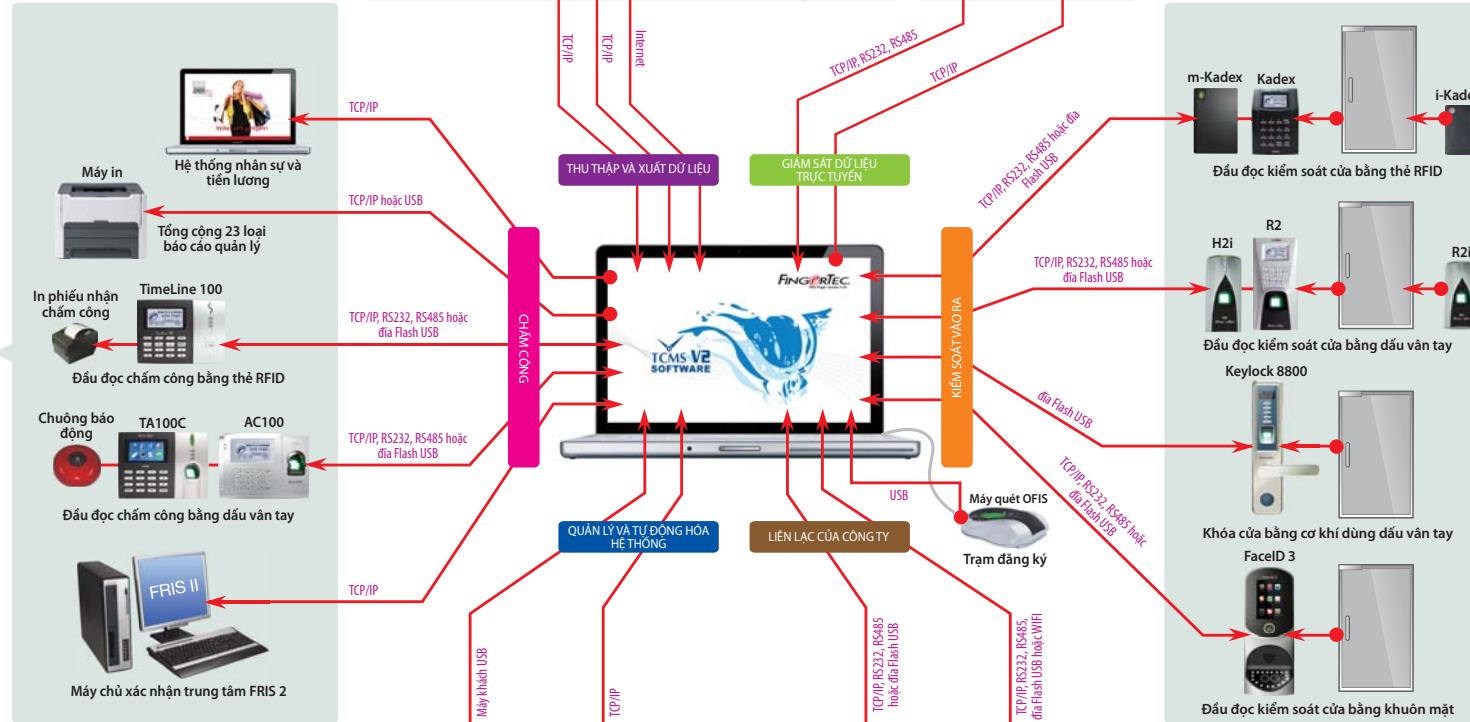 TCP/IP
TCP/IP
Internet
TCP/IP, RS232, RS485
TCP/IP
Hệ thống nhân sự và
tiền lương
TCP/IP
Máy in
Tổng cộng 23 loại
báo cáo quản lý
TCP/IP hoặc USB
In phiếu nhận
chấm công
TimeLine 100
TCP/IP, RS232, RS485 hoặc
đĩa Flash USB
Đầu đọc chấm công bằng thẻ RFID
Chuông báo
động
TA100C
AC100
TCP/IP, RS232, RS485 hoặc
đĩa Flash USB
Đầu đọc chấm công bằng dấu vân tay
FRIS II
TCP/IP
Máy chủ xác nhận trung tâm FRIS 2
THU THẬP VÀ XUẤT DỮ LIỆU
GIÁM SÁT DỮ LIỆU
TRỰC TUYẾN
CHẤM CÔNG
FINGERTEC
TCMS V2
SOFTWARE
KIỂM SOÁT VÀO RA
QUẢN LÝ VÀ TỰ ĐỘNG HÓA
HỆ THỐNG
LIÊN LẠC CỦA CÔNG TY
USB
Máy quét OFIS
Trạm đăng ký
Máy khách USB
TCP/IP
TCP/IP, RS232, RS485
hoặc đĩa Flash USB
TCP/IP, RS232, RS485,
đĩa Flash USB hoặc WIFI
TCP/IP, RS232, RS485 hoặc đĩa
Flash USB
m-Kadex
Kadex
i-Kade
Đầu đọc kiểm soát cửa bằng thẻ RFID
TCP/IP, RS232, RS485 hoặc
đĩa Flash USB
H2i
R2
R2i
Đầu đọc kiểm soát cửa bằng dấu vân tay
đĩa Flash USB
Keylock 8800
Khóa cửa bằng cơ khí dùng dấu vân tay
TCP/IP, RS232, RS485 hoặc
đĩa Flash USB
FaceID 3
Đầu đọc kiểm soát cửa bằng khuôn mặt